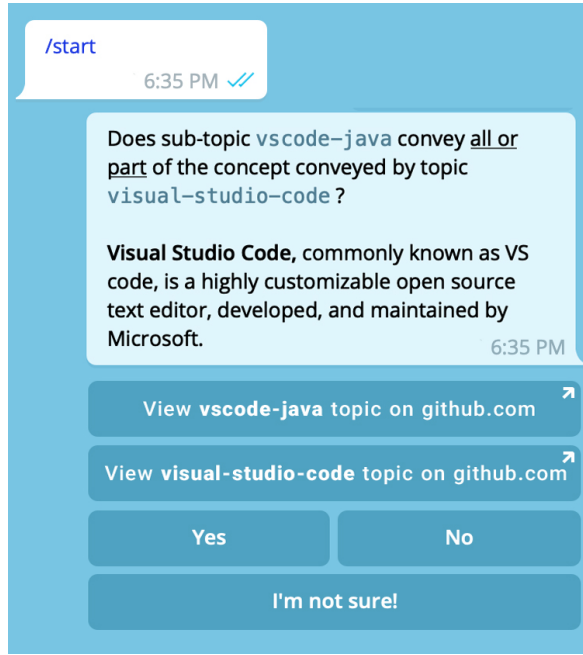 /start
6:35 PM
Does sub-topic vscode-java convey all or
part of the concept conveyed by topic
visual-studio-code ?
Visual Studio Code, commonly known as VS
code, is a highly customizable open source
text editor, developed, and maintained by
Microsoft.
6:35 PM
View vscode-java topic on github.com
View visual-studio-code topic on github.com
Yes
No
I'm not sure!